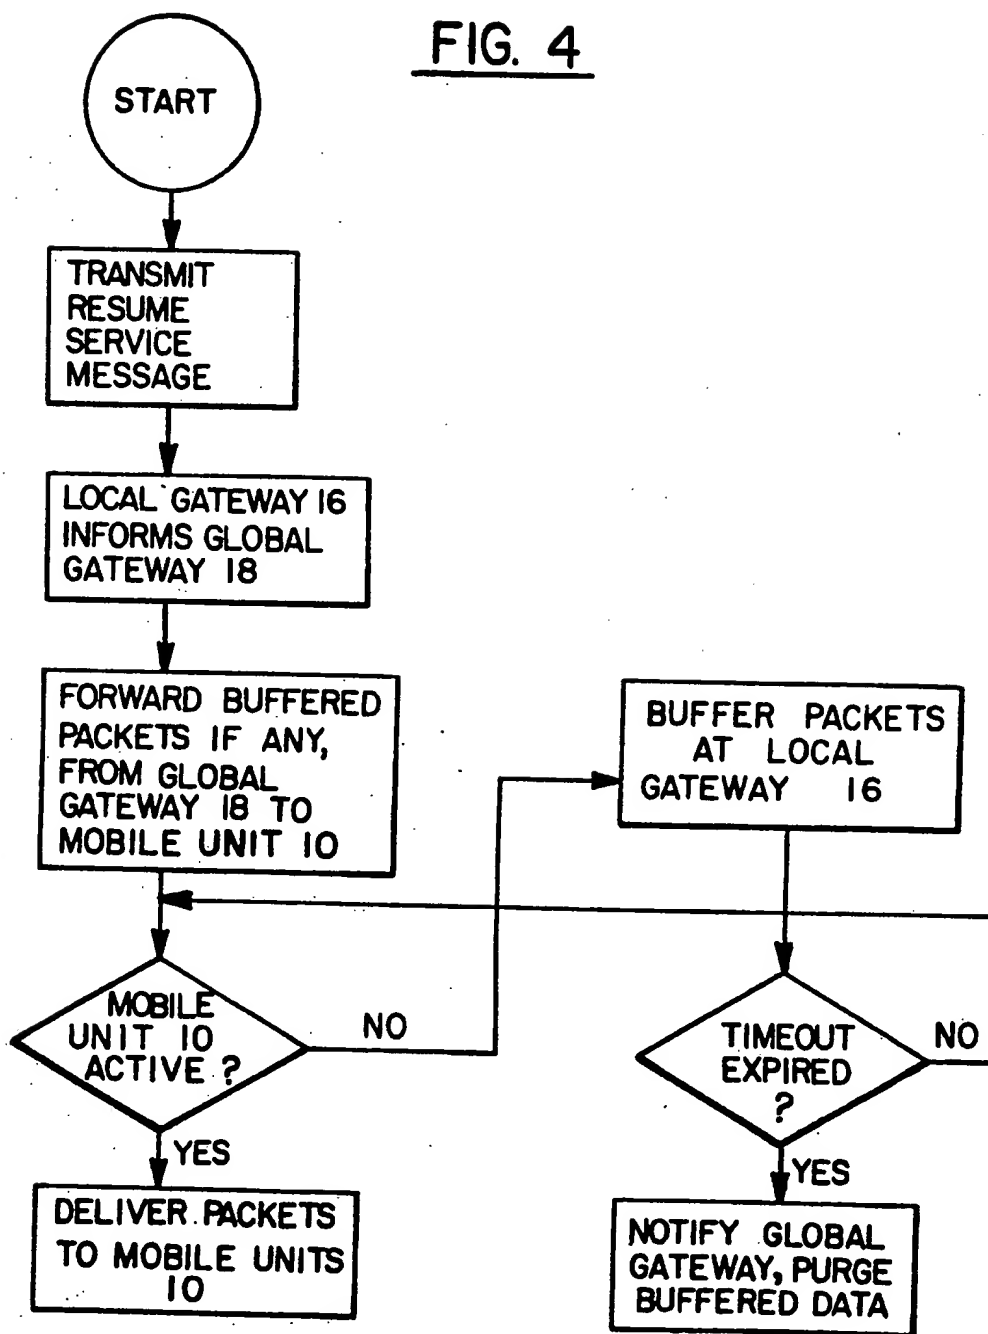 FIG. 4
START
TRANSMIT
RESUME
SERVICE
MESSAGE
LOCAL GATEWAY 16
INFORMS GLOBAL
GATEWAY 18
FORWARD BUFFERED
PACKETS IF ANY,
FROM GLOBAL
GATEWAY 18 TO
MOBILE UNIT 10
BUFFER PACKETS
AT LOCAL
GATEWAY 16
MOBILE
UNIT 10
ACTIVE ?
NO
YES
DELIVER PACKETS
TO MOBILE UNITS
10
TIMEOUT
EXPIRED
?
NO
YES
NOTIFY GLOBAL
GATEWAY, PURGE
BUFFERED DATA